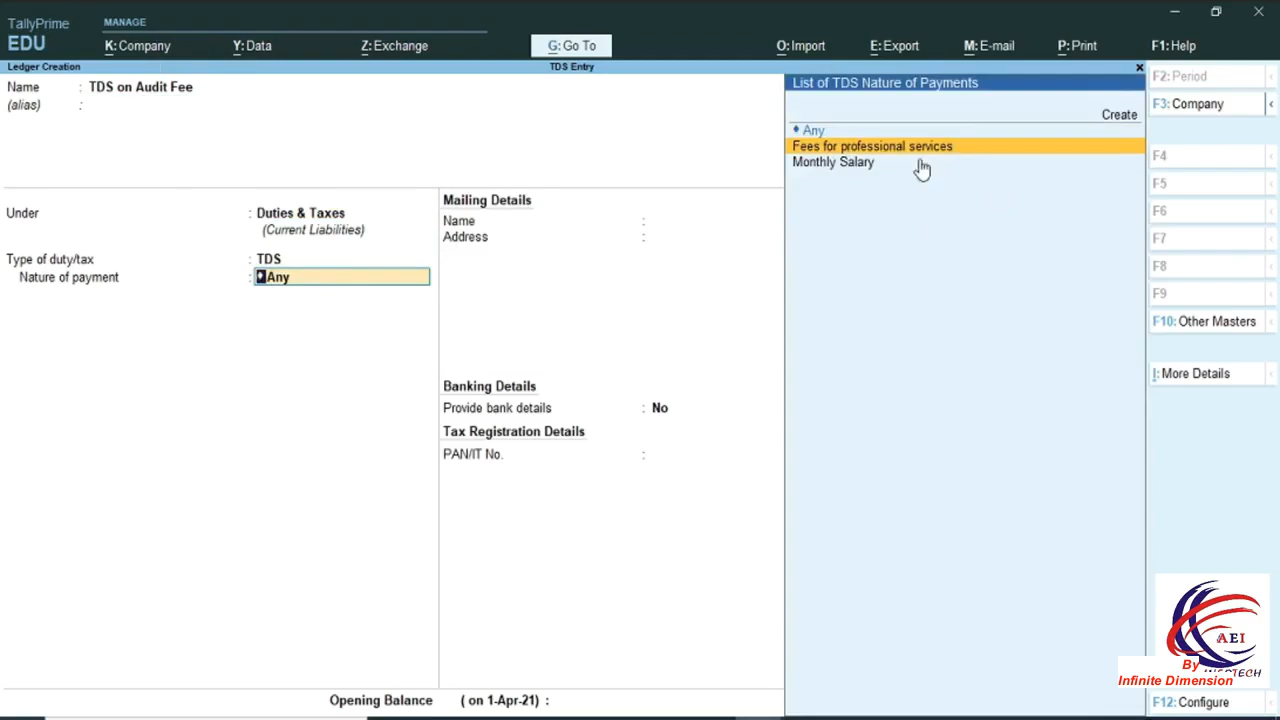 TallyPrime
EDU
MANAGE
K: Company
Y: Data
Z: Exchange
G: Go To
O: Import
E: Export
M: E-mail
P: Print
F1: Help
Ledger Creation
TDS Entry
Name : TDS on Audit Fee
(alias) :
Under : Duties & Taxes
(Current Liabilities)
Type of duty/tax : TDS
Nature of payment : Any
Mailing Details
Name :
Address :
Banking Details
Provide bank details : No
Tax Registration Details
PAN/IT No. :
Opening Balance ( on 1-Apr-21) :
List of TDS Nature of Payments
Create
Any
Fees for professional services
Monthly Salary
F2: Period
F3: Company
F4
F5
F6
F7
F8
F9
F10: Other Masters
I: More Details
AEI
By
Infinite Dimension
F12: Configure